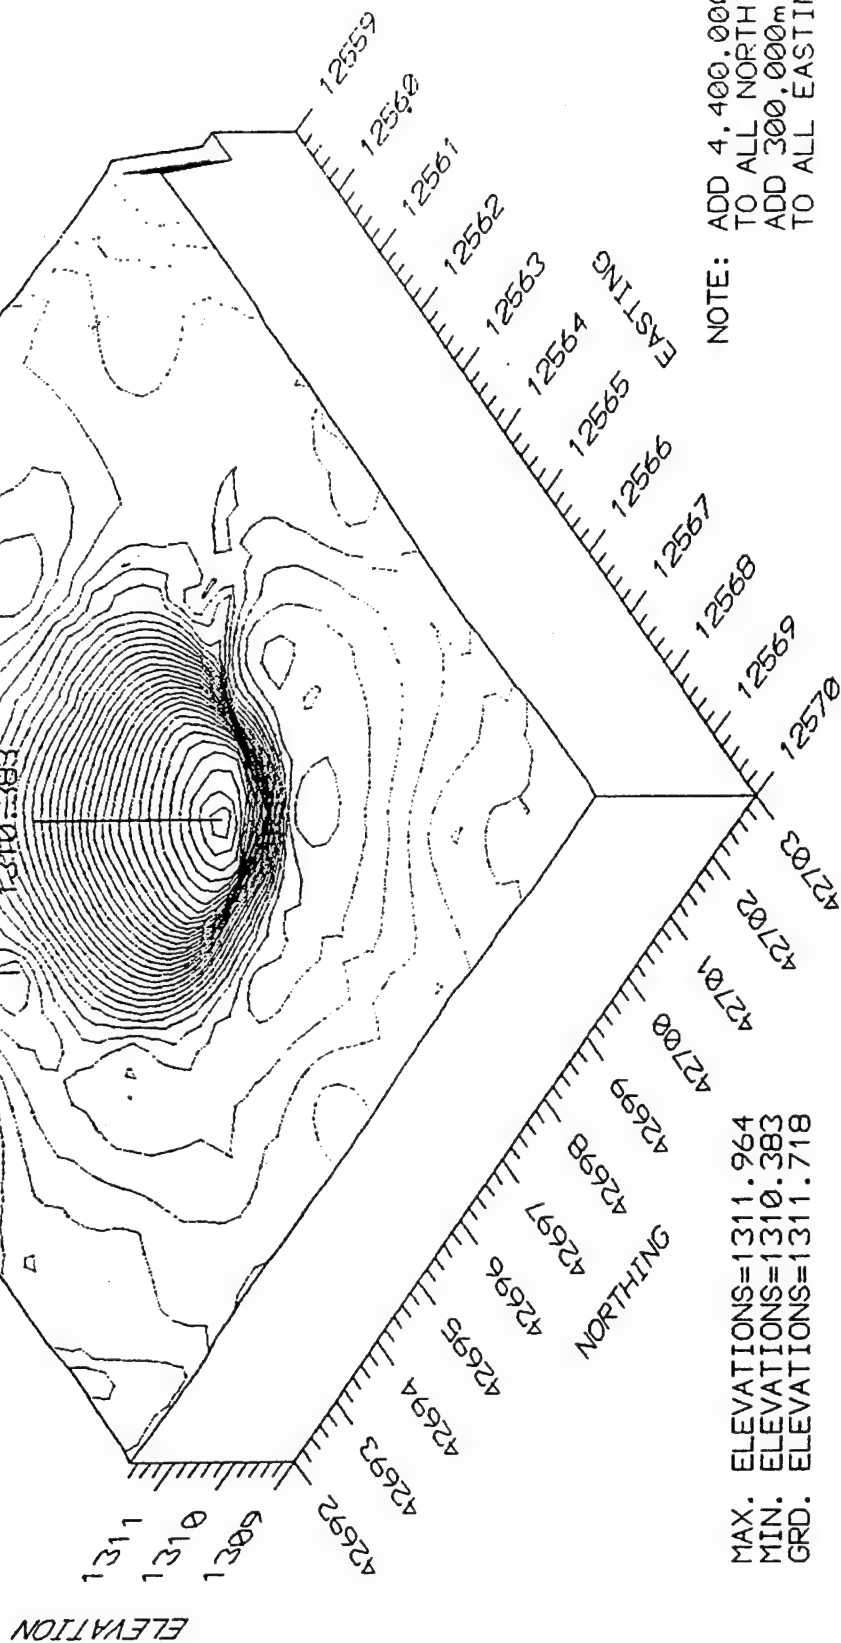 1310.383
ELEVATION
1311
1310
1309
42692
42693
42694
42695
42696
42697
42698
42699
42700
42701
42702
42703
NORTHING
12570
12569
12568
12567
12566
12565
12564
12563
12562
12561
12560
12559
EASTING
MAX. ELEVATIONS=1311.964
MIN. ELEVATIONS=1310.383
GRD. ELEVATIONS=1311.718
NOTE: ADD 4,400,000
TO ALL NORTH
ADD 300,000m
TO ALL EASTIN